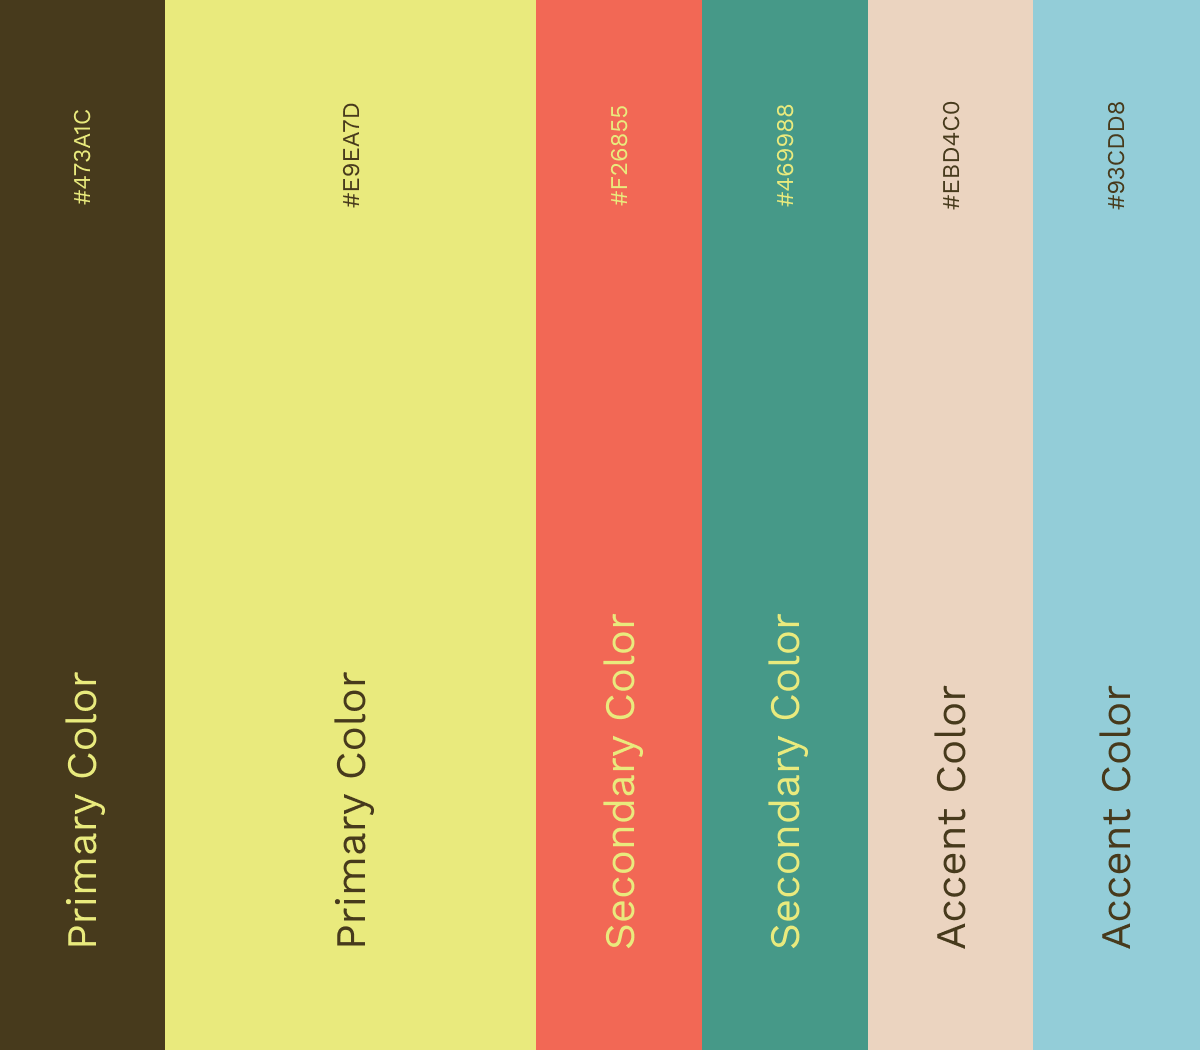 #473A1C
Primary Color
#E9EA7D
Primary Color
#F26855
Secondary Color
#469988
Secondary Color
#EBD4C0
Accent Color
#93CDD8
Accent Color